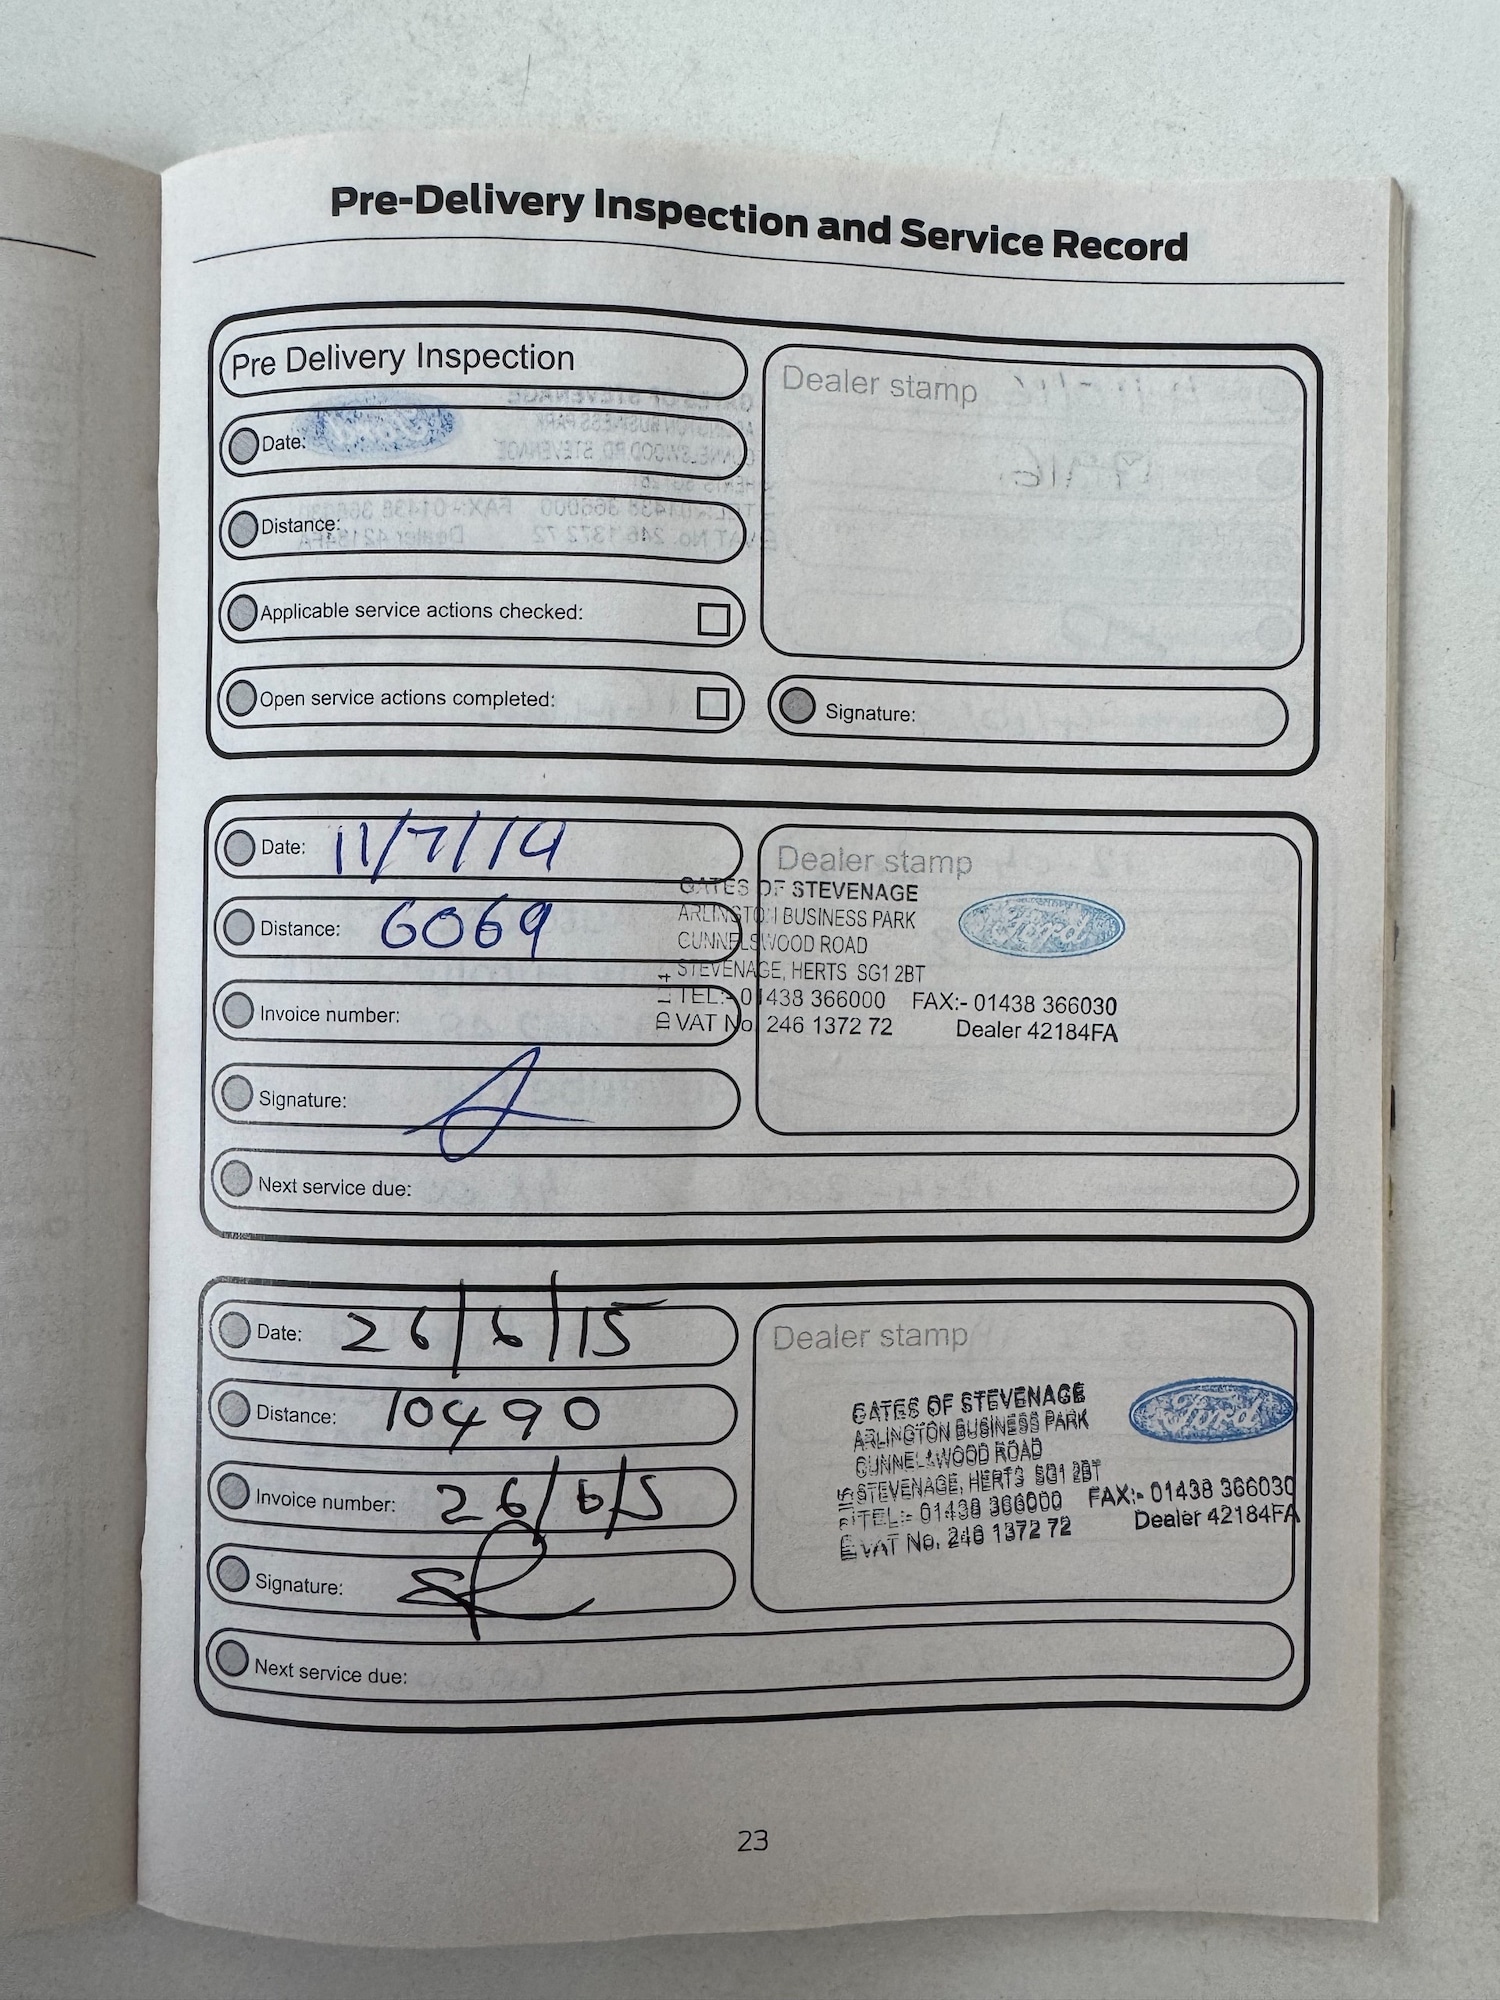 Pre-Delivery Inspection and Service Record
Pre Delivery Inspection
Date:
Distance:
Applicable service actions checked:
Open service actions completed:
Dealer stamp
Signature:
Date: 11/7/14
Distance: 6069
Invoice number:
Signature:
Next service due:
Dealer stamp
GATES OF STEVENAGE
ARLINGTON BUSINESS PARK
CUNNELSWOOD ROAD
STEVENAGE, HERTS SG1 2BT
TEL:- 01438 366000 FAX:- 01438 366030
VAT No. 246 1372 72 Dealer 42184FA
Ford
Date: 26/6/15
Distance: 10490
Invoice number: 26/6/5
Signature:
Next service due:
Dealer stamp
GATES OF STEVENAGE
ARLINGTON BUSINESS PARK
CUNNELSWOOD ROAD
STEVENAGE, HERTS SG1 2BT
TEL:- 01438 366000 FAX:- 01438 366030
VAT No. 246 1372 72 Dealer 42184FA
Ford
23